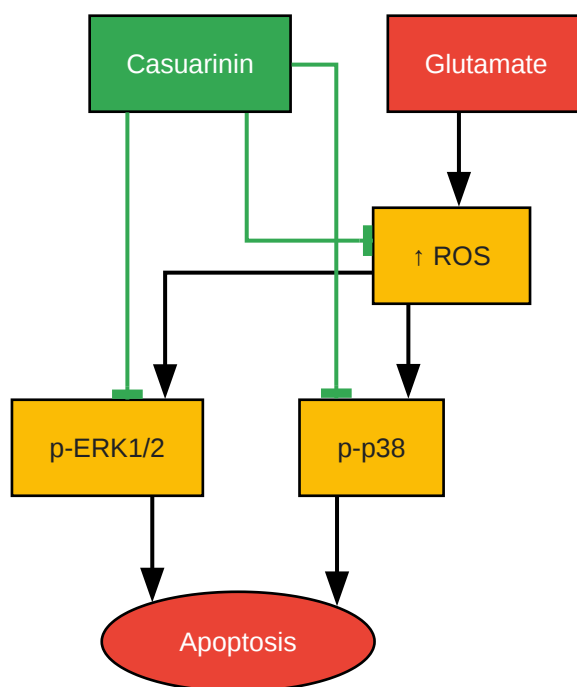 Casuarinin
Glutamate
↑ ROS
p-ERK1/2
p-p38
Apoptosis